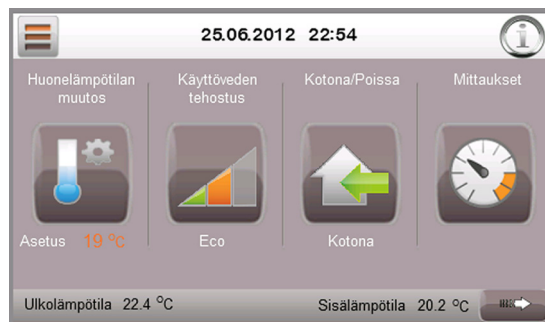 25.06.2012 22:54
Huonelämpötilan
muutos
Käyttöveden
tehostus
Kotona/Poissa
Mittaukset
Asetus 19 °C
Eco
Kotona
Ulkolämpötila 22.4 °C
Sisälämpötila 20.2 °C